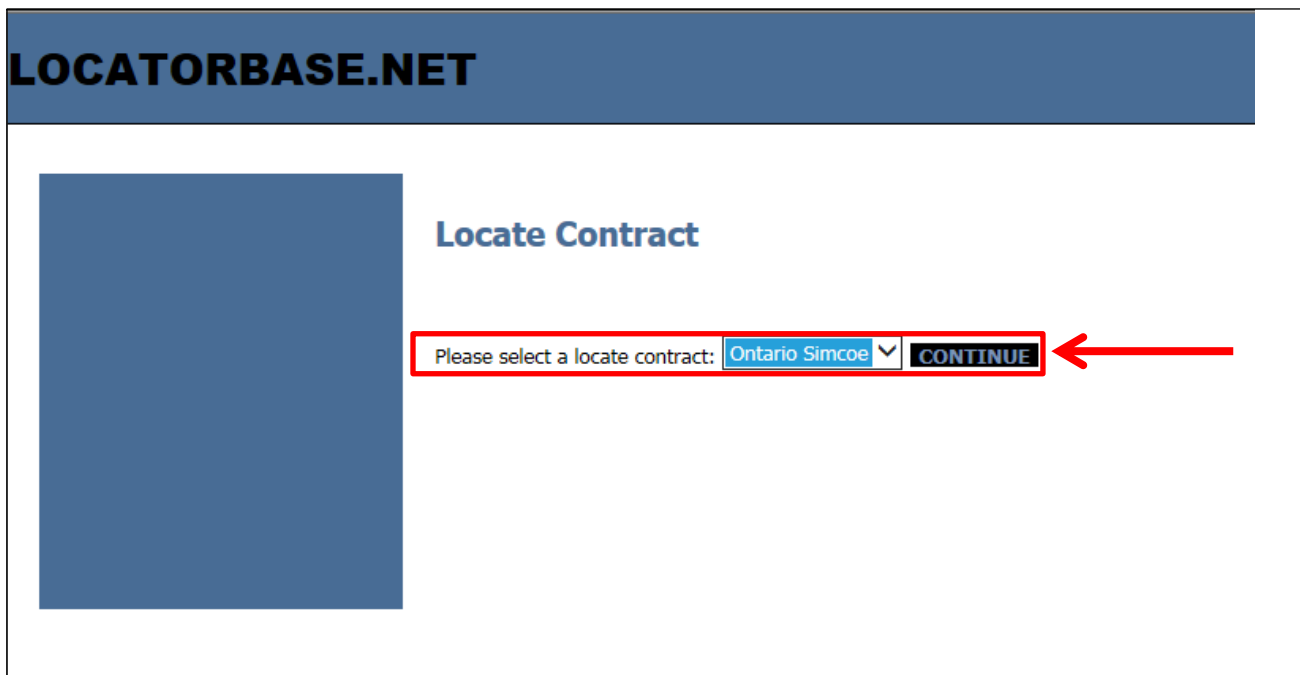 LOCATORBASE.NET
Locate Contract
Please select a locate contract: Ontario Simcoe CONTINUE